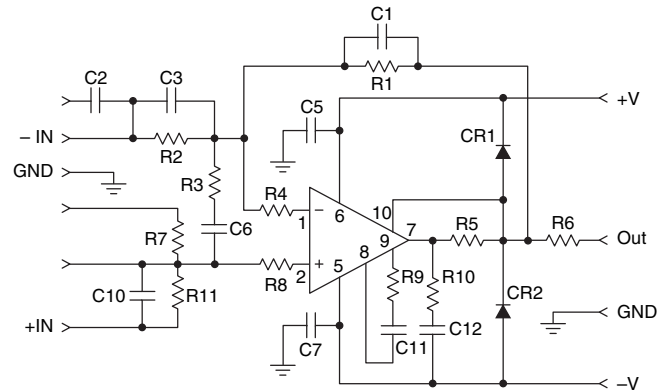 C1
C2
C3
R1
C5
+V
– IN
R2
CR1
GND
R3
R4
1
–
6
10
R7
C6
7
R5
R6
Out
9
8
2
+
5
R8
R9
R10
C10
R11
CR2
GND
+IN
C7
C11
C12
–V